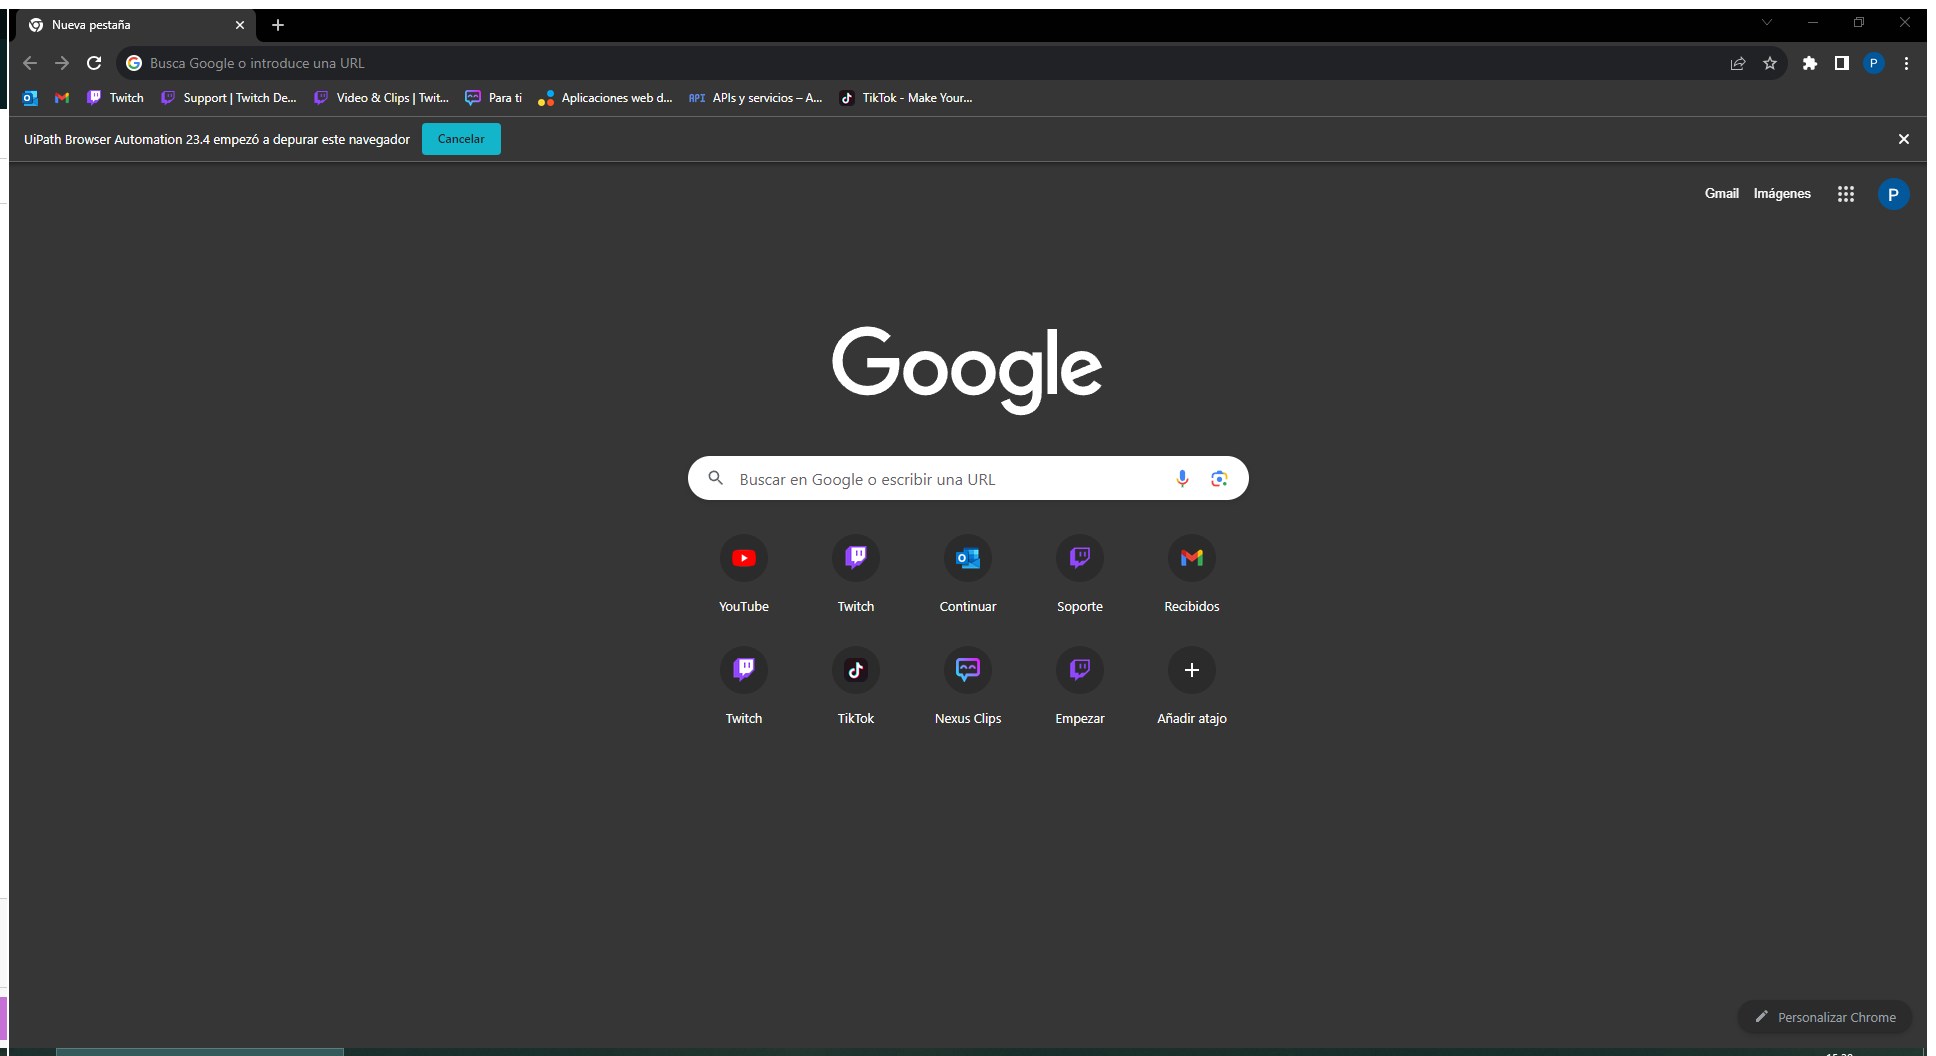 Nueva pestaña
Busca Google o introduce una URL
P
Twitch
Support | Twitch De...
Video & Clips | Twit...
Para ti
Aplicaciones web d...
API APIs y servicios – A...
TikTok - Make Your...
UiPath Browser Automation 23.4 empezó a depurar este navegador
Cancelar
Gmail
Imágenes
P
Google
Buscar en Google o escribir una URL
YouTube
Twitch
Continuar
Soporte
Recibidos
Twitch
TikTok
Nexus Clips
Empezar
Añadir atajo
Personalizar Chrome